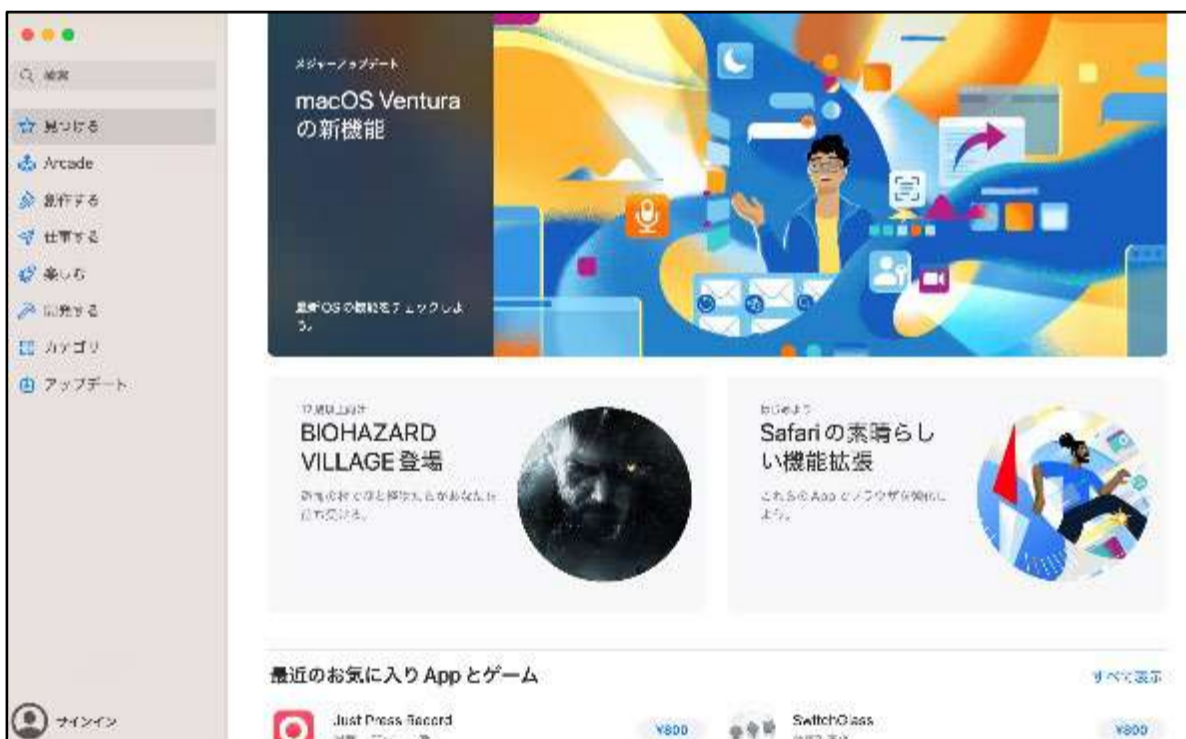 検索
見つける
Arcade
創作する
仕事する
楽しむ
開発する
カテゴリ
アップデート
サインイン
メジャーアップデート
macOS Ventura
の新機能
最新OSの機能をチェックしよ
う。
BIOHAZARD
VILLAGE 登場
はじめよう
Safari の素晴らし
い機能拡張
これらの App でブラウザを強化し
よう。
最近のお気に入り App とゲーム
すべて表示
Just Press Record
¥800
SwitchGlass
¥800